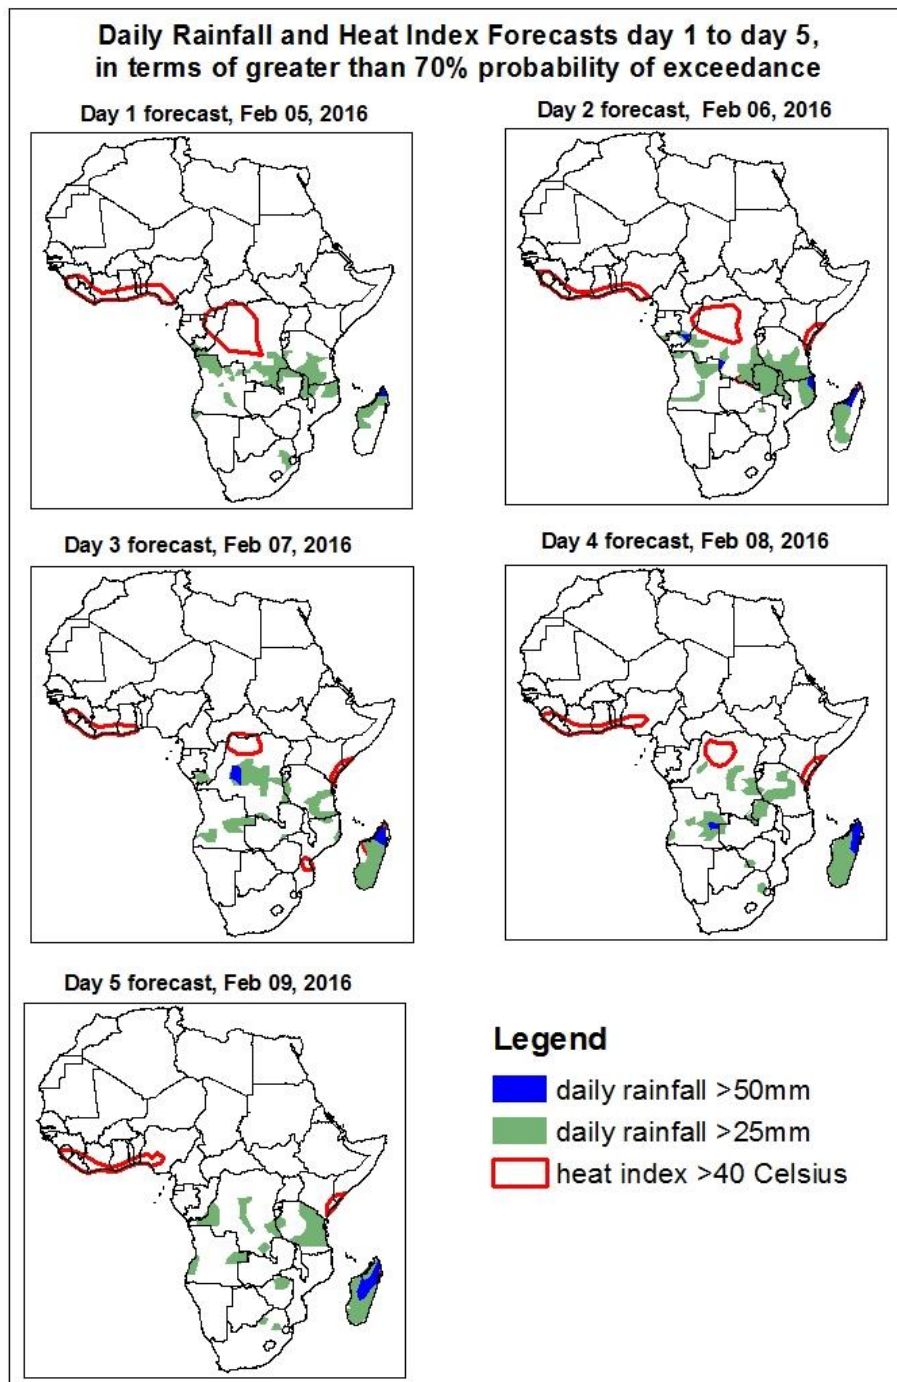 Daily Rainfall and Heat Index Forecasts day 1 to day 5,
in terms of greater than 70% probability of exceedance
Day 1 forecast, Feb 05, 2016
Day 2 forecast, Feb 06, 2016
Day 3 forecast, Feb 07, 2016
Day 4 forecast, Feb 08, 2016
Day 5 forecast, Feb 09, 2016
Legend
daily rainfall >50mm
daily rainfall >25mm
heat index >40 Celsius